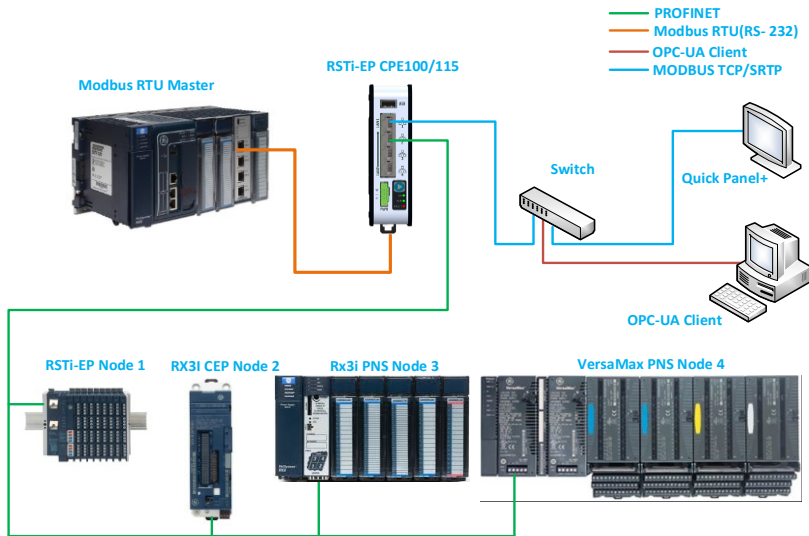 PROFINET
Modbus RTU(RS- 232)
OPC-UA Client
MODBUS TCP/SRTP
RSTi-EP CPE100/115
Modbus RTU Master
Switch
Quick Panel+
OPC-UA Client
RSTi-EP Node 1
RX3I CEP Node 2
Rx3i PNS Node 3
VersaMax PNS Node 4